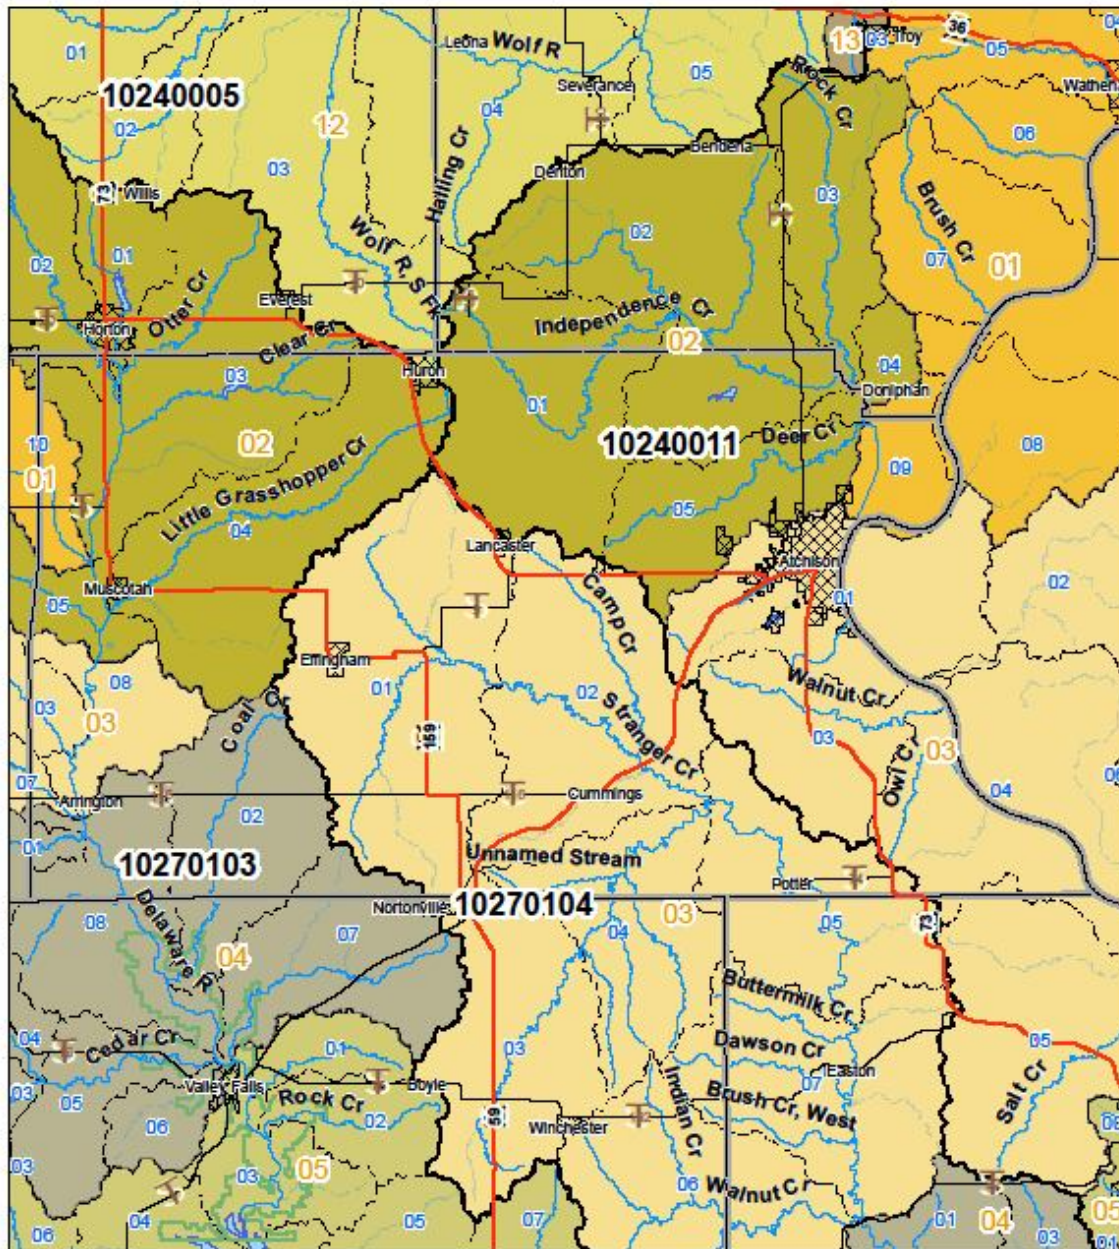 01
Leona
Wolf R
13
03
Troy
36
05
04
Wathena
Severance
05
Rock Cr
10240005
04
02
12
06
03
Denton
Bendena
Halling Cr
73
Willis
03
Brush Cr
02
Wolf R, S Fk
02
01
07
01
Otter Cr
Everest
Independence Cr
Horton
Clear Cr
02
04
Huron
Doniphan
03
01
02
10240011
Deer Cr
10
01
Little Grasshopper Cr
08
09
04
05
Lancaster
Atchison
Muscotah
Camp Cr
02
05
01
Effingham
08
01
02
Walnut Cr
03
03
Coal Cr
Stranger Cr
159
03
Owl Cr
03
07
04
Arrington
Cummings
02
01
10270103
Unnamed Stream
Potter
Nortonville
10270104
03
Delaware R
08
07
04
05
73
04
Buttermilk Cr
04
Cedar Cr
01
03
Dawson Cr
05
Easton
07
Valley Falls
Boyle
Indian Cr
Brush Cr, West
Salt Cr
03
05
Rock Cr
02
59
Winchester
06
03
03
05
06
Walnut Cr
04
05
06
04
05
07
01
03